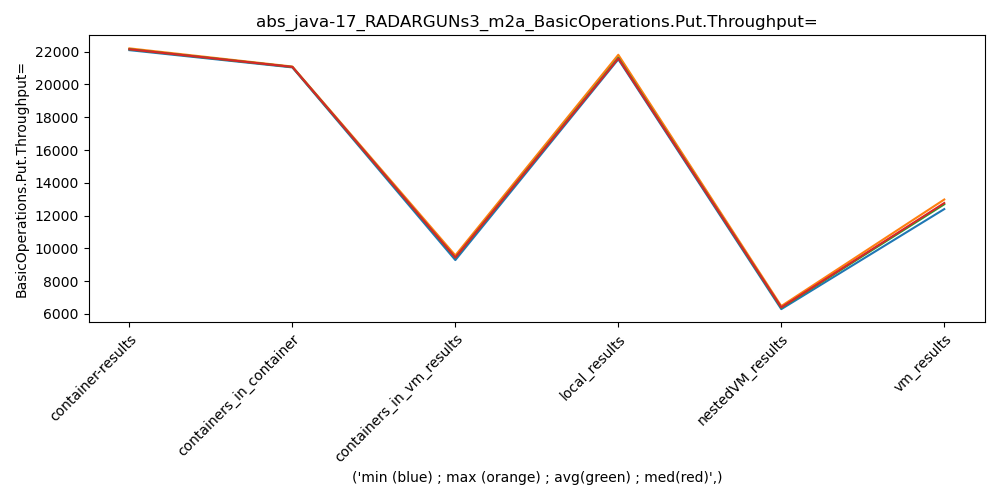 abs_java-17_RADARGUNs3_m2a_BasicOperations.Put.Throughput=
BasicOperations.Put.Throughput=
22000
20000
18000
16000
14000
12000
10000
8000
6000
container-results
containers_in_container
containers_in_vm_results
local_results
nestedVM_results
vm_results
('min (blue) ; max (orange) ; avg(green) ; med(red)',)